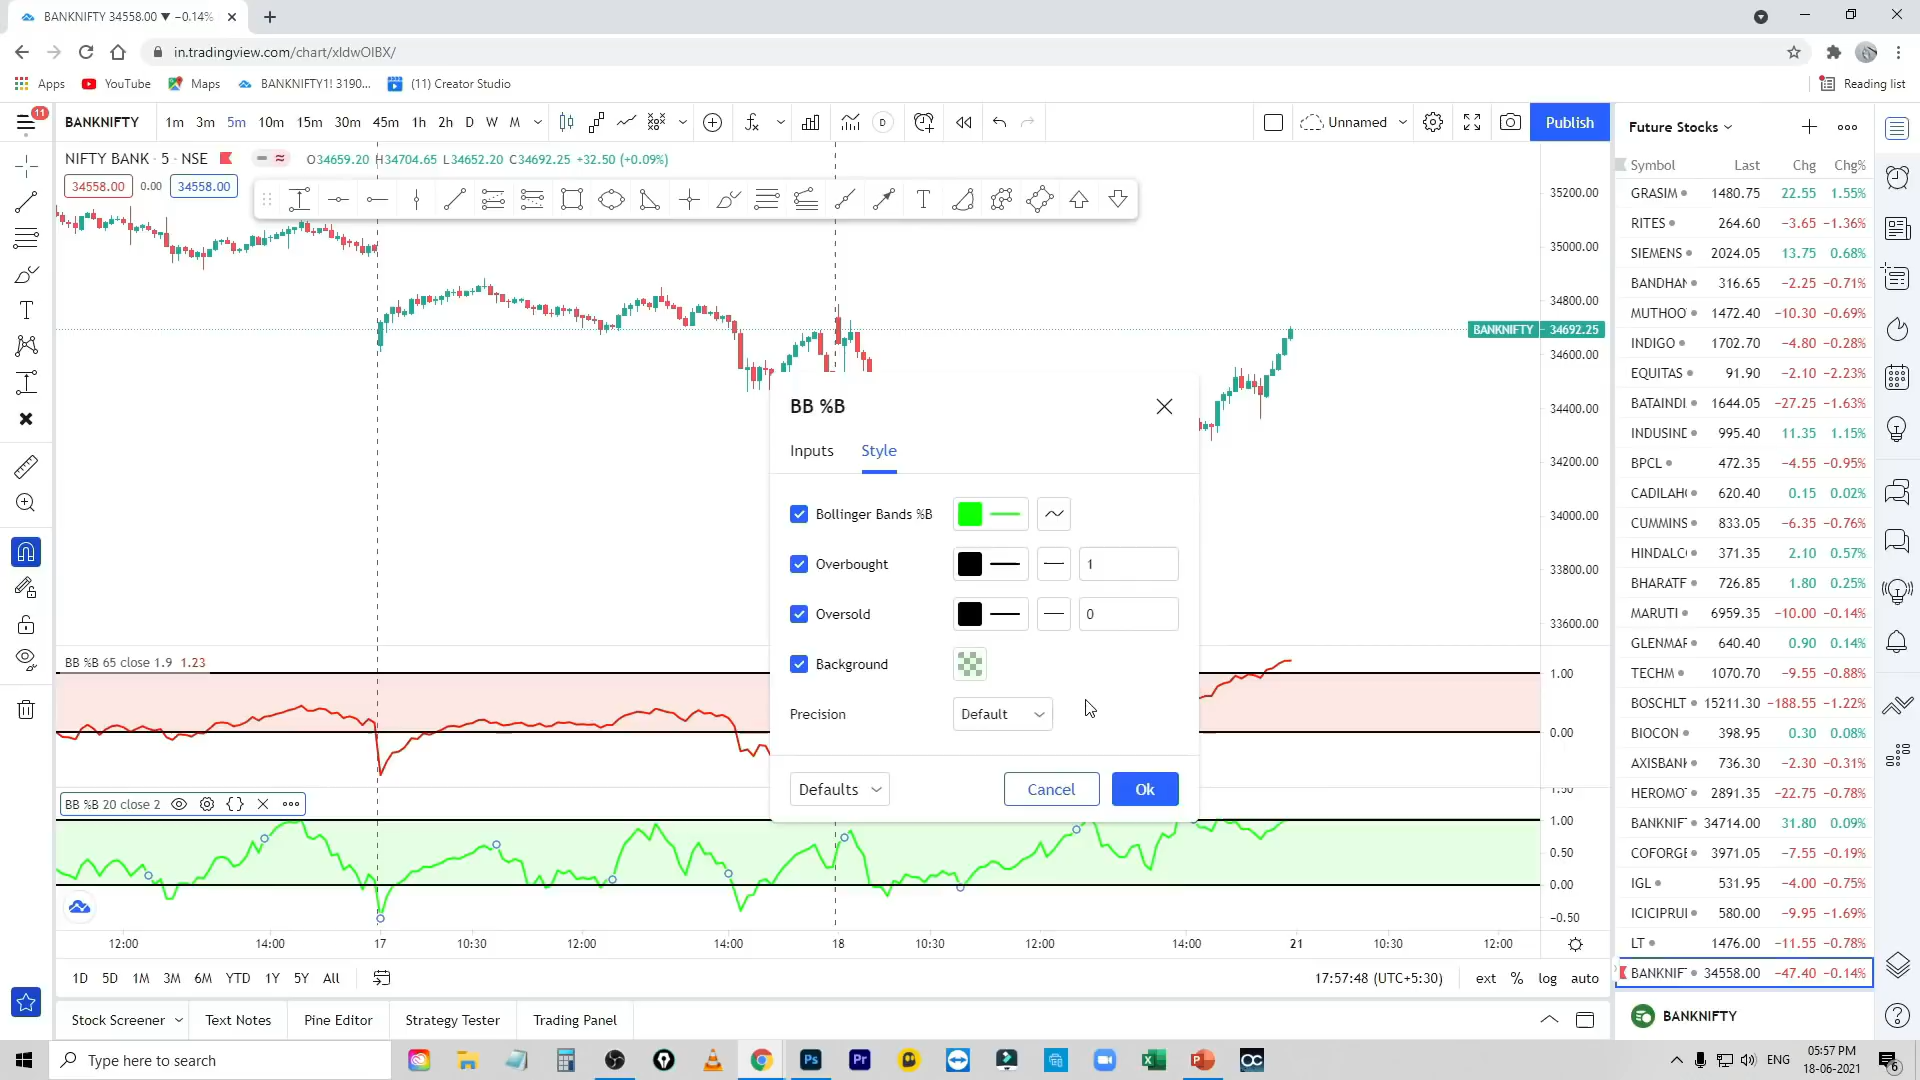 BANKNIFTY 34558.00 ▼ −0.14%
in.tradingview.com/chart/xldwOIBX/
Apps YouTube Maps BANKNIFTY1! 3190... (11) Creator Studio Reading list
11 BANKNIFTY 1m 3m 5m 10m 15m 30m 45m 1h 2h D W M D Unnamed Publish
Future Stocks
NIFTY BANK · 5 · NSE O34659.20 H34704.65 L34652.20 C34692.25 +32.50 (+0.09%)
34558.00 0.00 34558.00
T
35200.00
35000.00
34800.00
BANKNIFTY 34692.25
34600.00
34400.00
34200.00
34000.00
33800.00
33600.00
BB %B
Inputs Style
Bollinger Bands %B
Overbought 1
Oversold 0
Background
Precision Default
Defaults Cancel Ok
BB %B 65 close 1.9 1.23
1.00
0.00
BB %B 20 close 2
1.50
1.00
0.50
0.00
−0.50
12:00 14:00 17 10:30 12:00 14:00 18 10:30 12:00 14:00 21 10:30 12:00
1D 5D 1M 3M 6M YTD 1Y 5Y All 17:57:48 (UTC+5:30) ext % log auto
Stock Screener Text Notes Pine Editor Strategy Tester Trading Panel
Symbol Last Chg Chg%
GRASIM 1480.75 22.55 1.55%
RITES 264.60 −3.65 −1.36%
SIEMENS 2024.05 13.75 0.68%
BANDHAN 316.65 −2.25 −0.71%
MUTHOO 1472.40 −10.30 −0.69%
INDIGO 1702.70 −4.80 −0.28%
EQUITAS 91.90 −2.10 −2.23%
BATAINDI 1644.05 −27.25 −1.63%
INDUSINE 995.40 11.35 1.15%
BPCL 472.35 −4.55 −0.95%
CADILAH 620.40 0.15 0.02%
CUMMINS 833.05 −6.35 −0.76%
HINDALC 371.35 2.10 0.57%
BHARATF 726.85 1.80 0.25%
MARUTI 6959.35 −10.00 −0.14%
GLENMAF 640.40 0.90 0.14%
TECHM 1070.70 −9.55 −0.88%
BOSCHLT 15211.30 −188.55 −1.22%
BIOCON 398.95 0.30 0.08%
AXISBANK 736.30 −2.30 −0.31%
HEROMO 2891.35 −22.75 −0.78%
BANKNIF 34714.00 31.80 0.09%
COFORGE 3971.05 −7.55 −0.19%
IGL 531.95 −4.00 −0.75%
ICICIPRUI 580.00 −9.95 −1.69%
LT 1476.00 −11.55 −0.78%
BANKNIF 34558.00 −47.40 −0.14%
BANKNIFTY
Type here to search
ENG 05:57 PM
18-06-2021 6